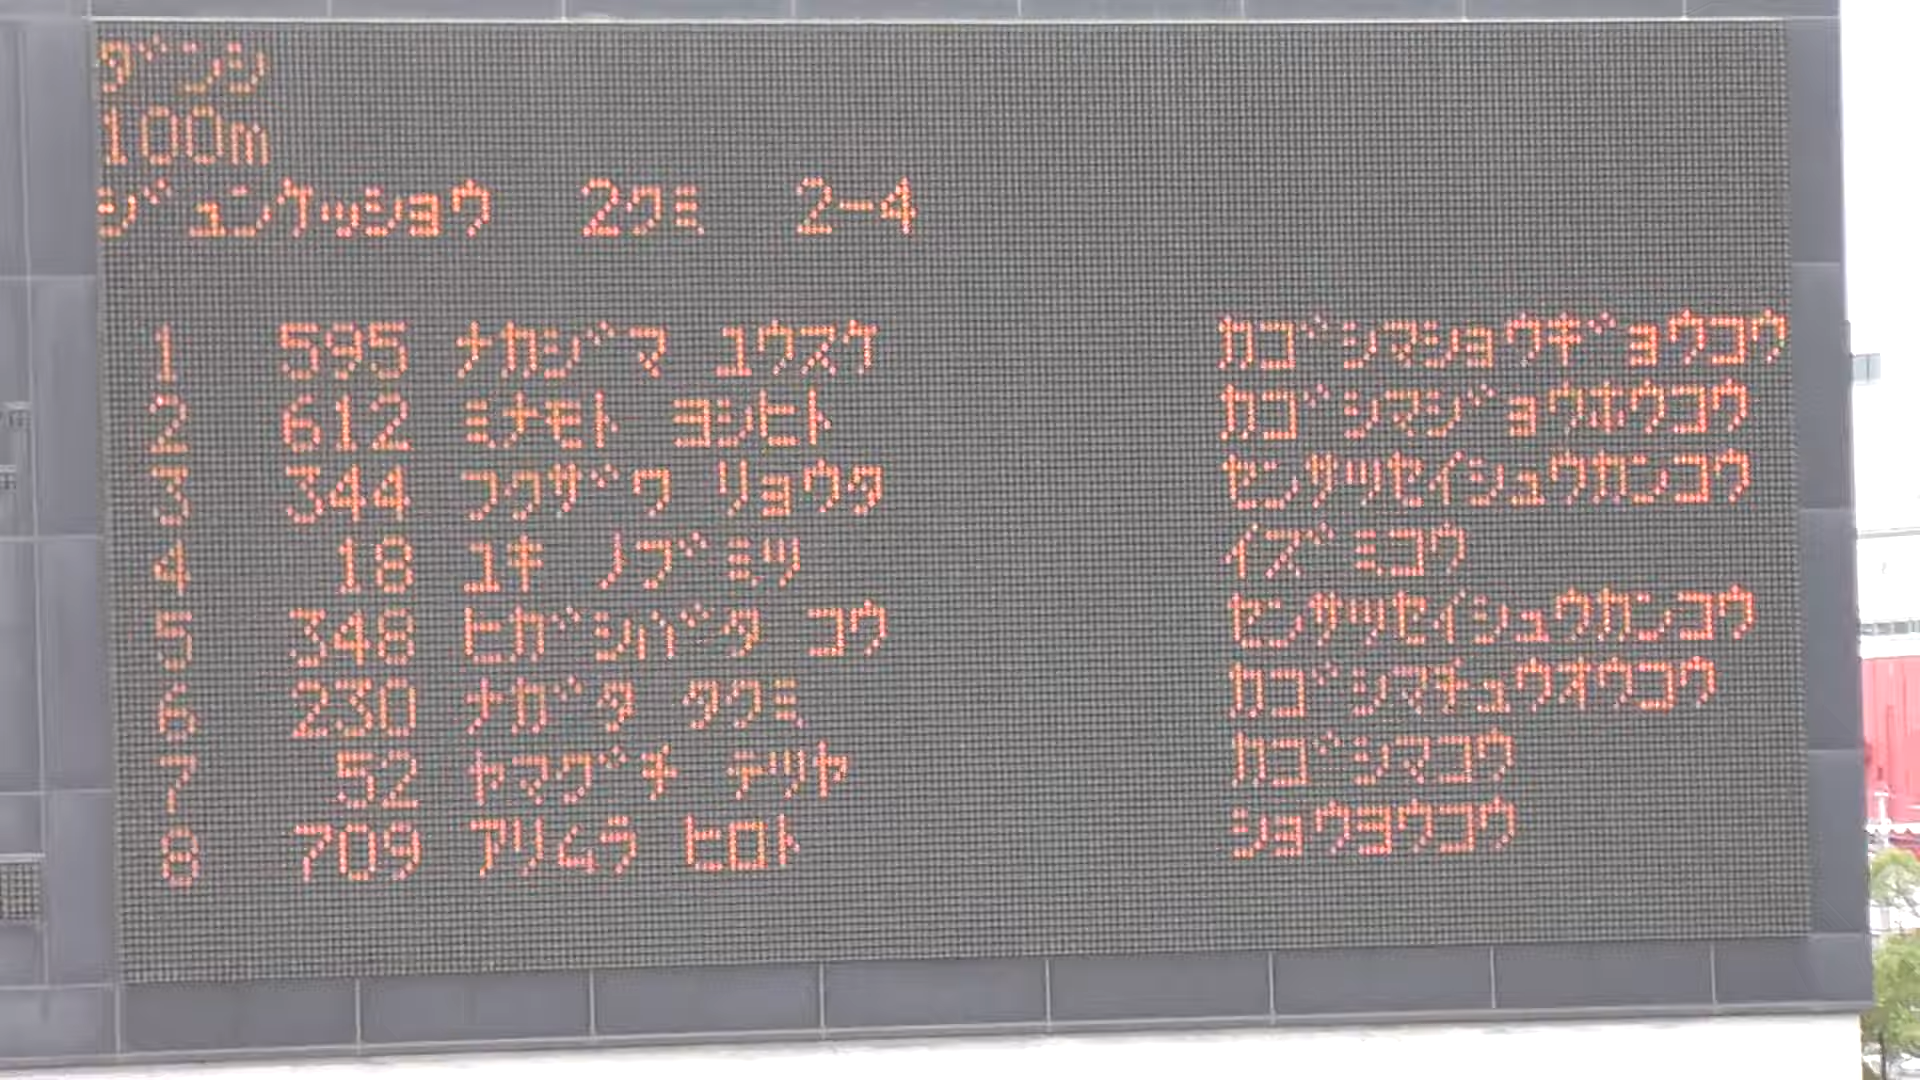 ダンシ
100m
ジュンケッショウ 2クミ 2-4
1 595 ナカジマ ユウスケ カゴシマショウギョウコウ
2 612 ミナモト ヨシヒト カゴシマジョウホウコウ
3 344 フクザワ リョウタ センサツセイシュウカンコウ
4 18 ユキ ノブミツ イズミコウ
5 348 ヒガシバタ コウ センサツセイシュウカンコウ
6 230 ナガタ タクミ カゴシマチュウオウコウ
7 52 ヤマグチ テツヤ カゴシマコウ
8 709 アリムラ ヒロト ショウヨウコウ